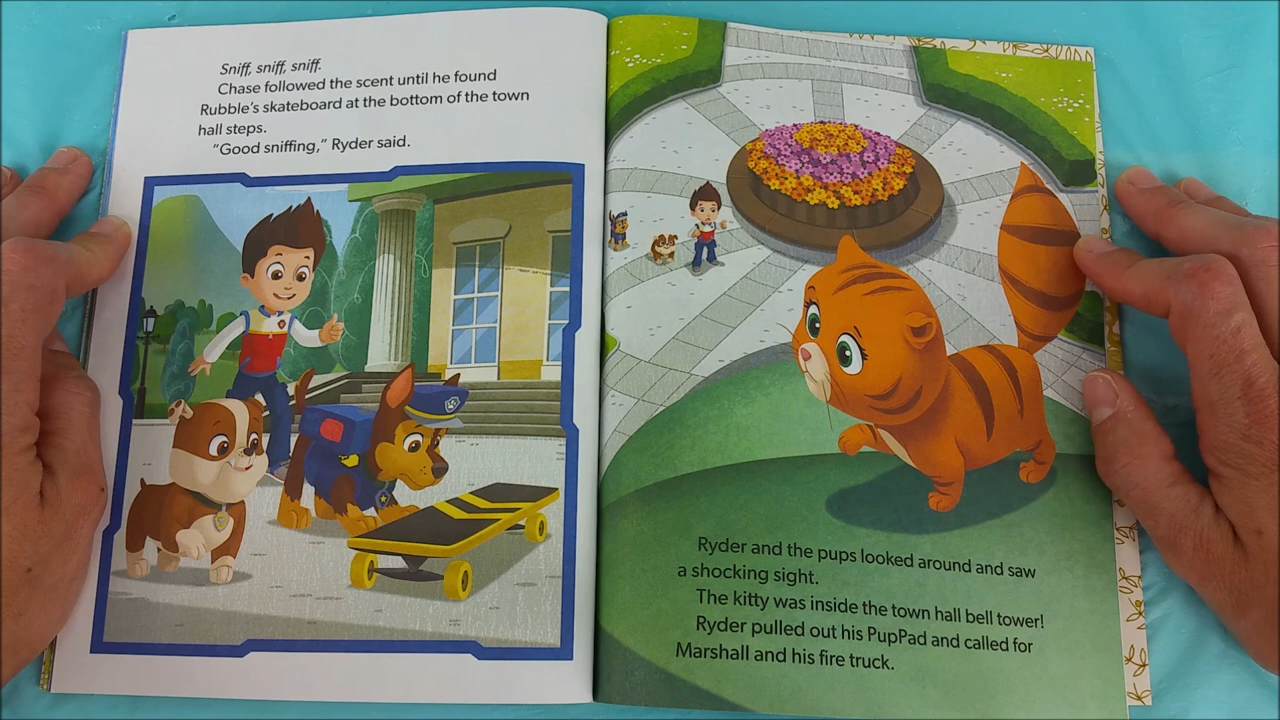 Sniff, sniff, sniff.
Chase followed the scent until he found
Rubble's skateboard at the bottom of the town
hall steps.
"Good sniffing," Ryder said.
Ryder and the pups looked around and saw
a shocking sight.
The kitty was inside the town hall bell tower!
Ryder pulled out his PupPad and called for
Marshall and his fire truck.